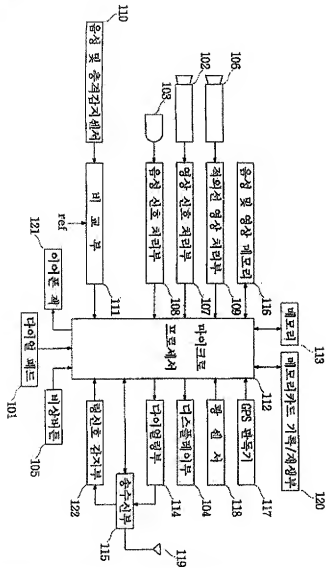 110
음성 및 충격감지센서
103
102
106
ref
비 교 부
111
음성 신호 처리부
108
영상 신호 처리부
107
적외선 영상 처리부
109
음성 및 영상 메모리
116
메모리
113
메모리카드 기록/재생부
120
마이크로
프로세서
112
121
이어폰 잭
다이얼 패드
101
비상버튼
105
링신호 감지부
122
송수신부
115
다이얼링부
114
디스플레이부
104
광 센 서
118
GPS 판독기
117
119